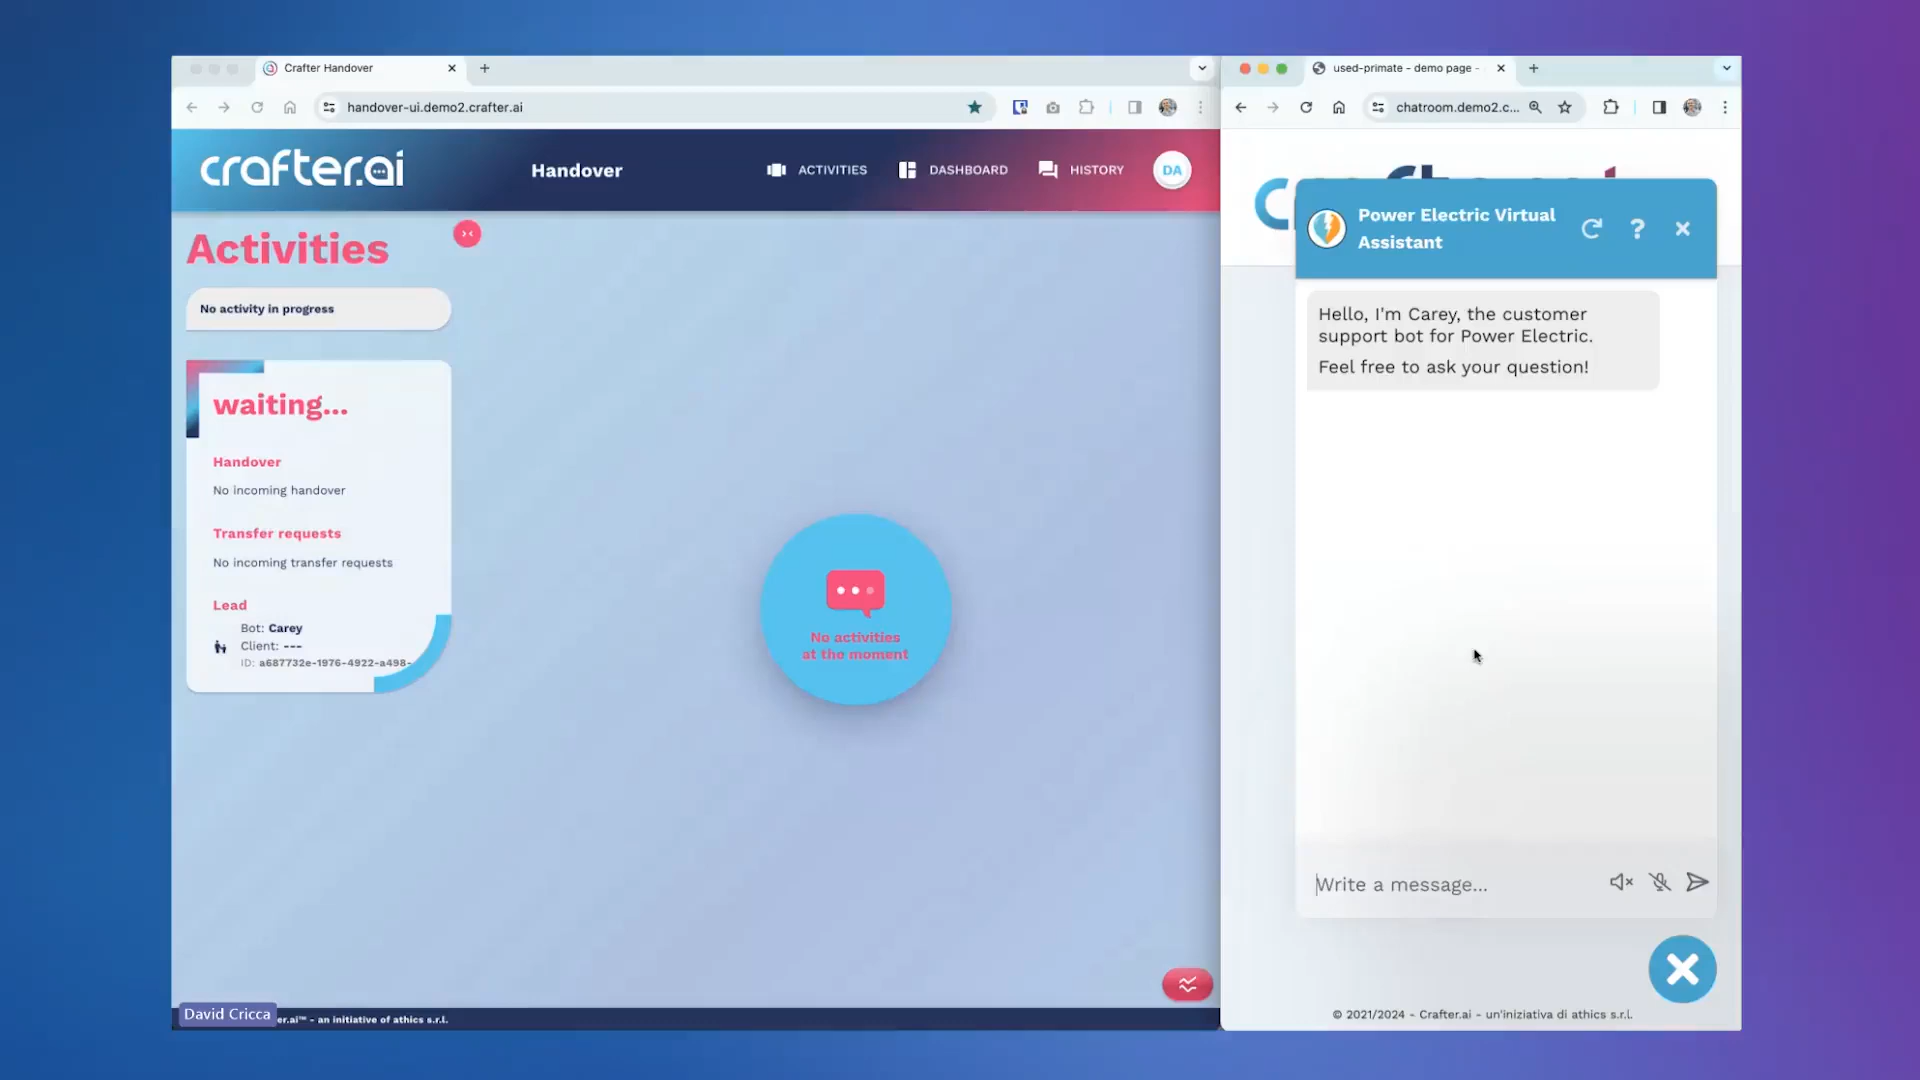 Crafter Handover
handover-ui.demo2.crafter.ai
crafter.ai
Handover
ACTIVITIES
DASHBOARD
HISTORY
DA
Activities
No activity in progress
waiting...
Handover
No incoming handover
Transfer requests
No incoming transfer requests
Lead
Bot: Carey
Client: ---
ID: a687732e-1976-4922-a498-
No activities
at the moment
David Cricca
er.ai™ - an initiative of athics s.r.l.
used-primate - demo page -
chatroom.demo2.c...
Power Electric Virtual
Assistant
Hello, I'm Carey, the customer
support bot for Power Electric.
Feel free to ask your question!
Write a message...
© 2021/2024 - Crafter.ai - un'iniziativa di athics s.r.l.